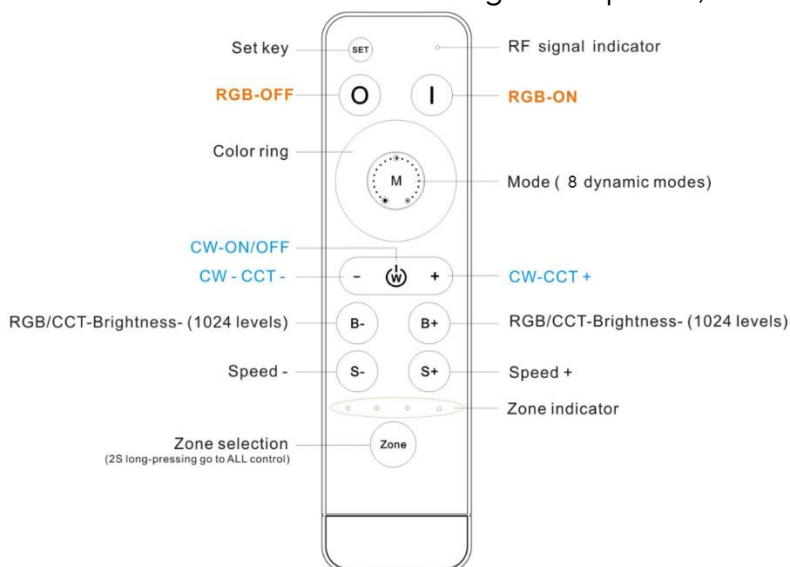 Set key
SET
RF signal indicator
RGB-OFF
O
I
RGB-ON
Color ring
M
Mode ( 8 dynamic modes)
CW-ON/OFF
CW - CCT -
-
W
+
CW-CCT +
RGB/CCT-Brightness- (1024 levels)
B-
B+
RGB/CCT-Brightness- (1024 levels)
Speed -
S-
S+
Speed +
Zone indicator
Zone selection
(2S long-pressing go to ALL control)
Zone